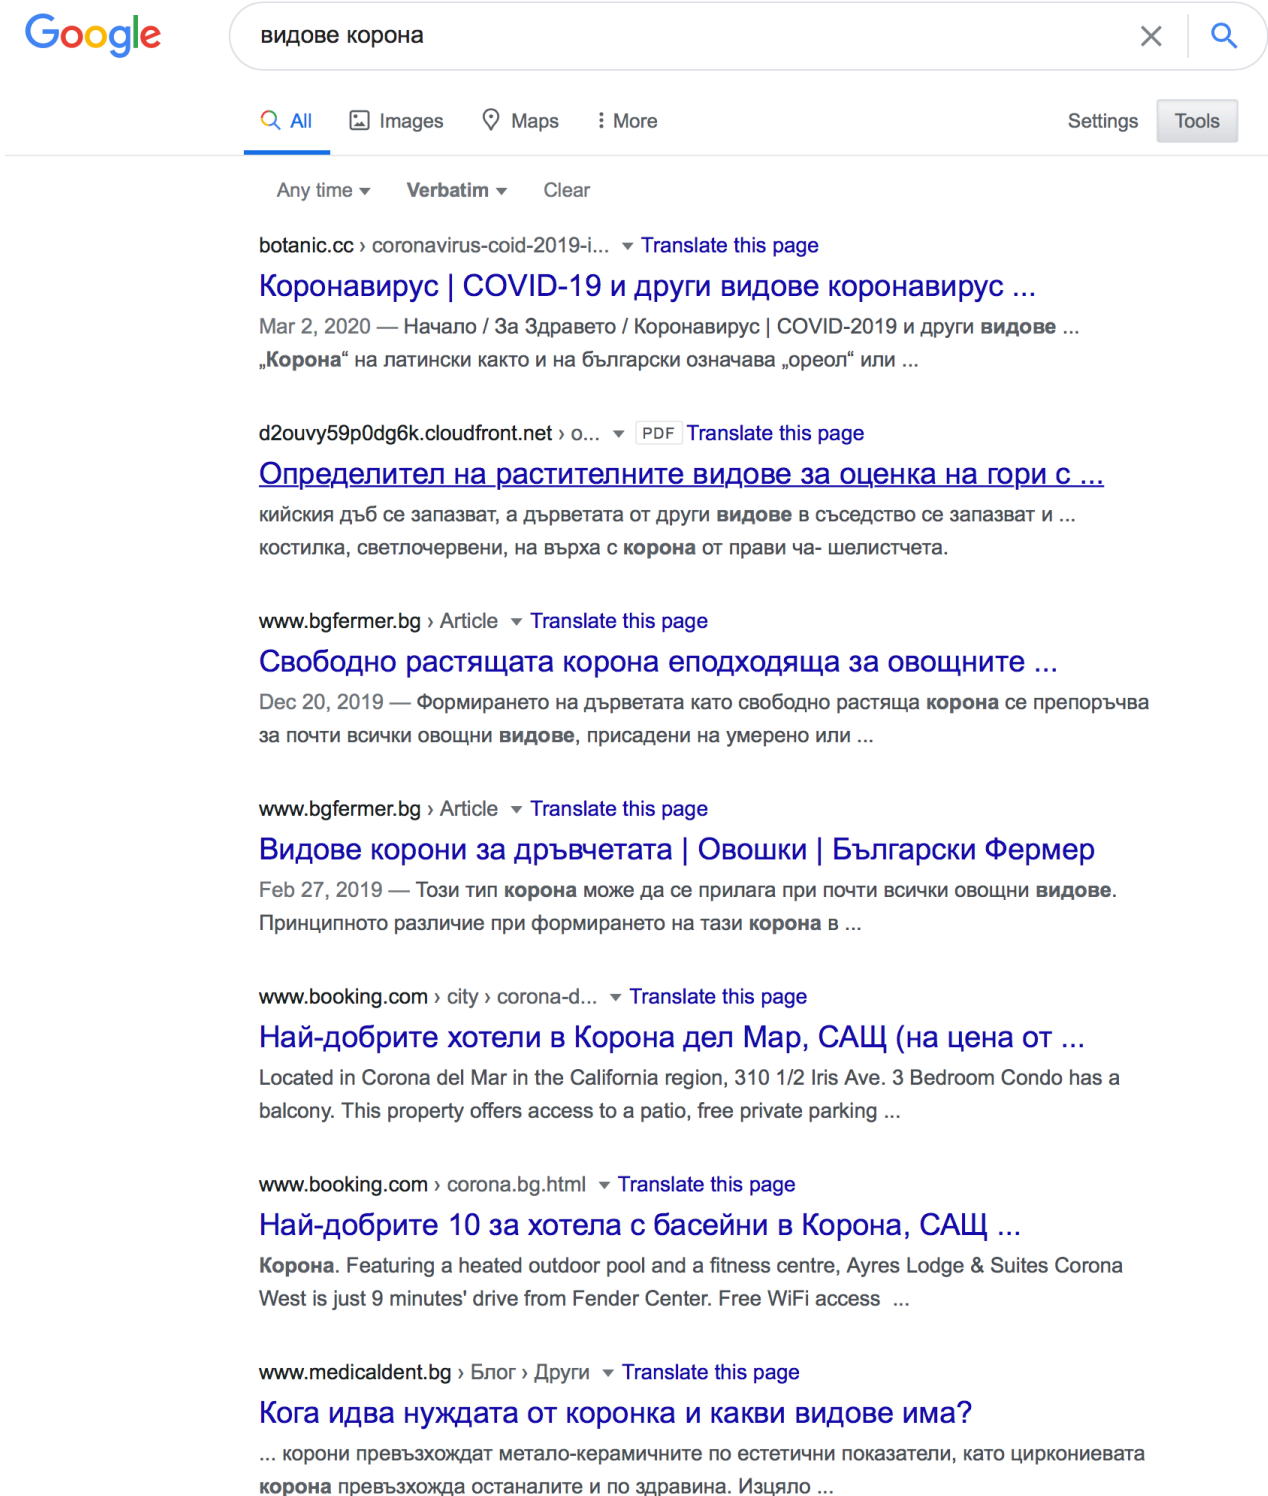 Google
видове корона
All Images Maps More Settings Tools
Any time Verbatim Clear
botanic.cc › coronavirus-coid-2019-i... Translate this page
Коронавирус | COVID-19 и други видове коронавирус ...
Mar 2, 2020 — Начало / За Здравето / Коронавирус | COVID-2019 и други видове ...
„Корона“ на латински както и на български означава „ореол“ или ...
d2ouvy59p0dg6k.cloudfront.net › o... PDF Translate this page
Определител на растителните видове за оценка на гори с ...
кийския дъб се запазват, а дърветата от други видове в съседство се запазват и ...
костилка, светлочервени, на върха с корона от прави ча- шелистчета.
www.bgfermer.bg › Article Translate this page
Свободно растящата корона еподходяща за овощните ...
Dec 20, 2019 — Формирането на дърветата като свободно растяща корона се препоръчва
за почти всички овощни видове, присадени на умерено или ...
www.bgfermer.bg › Article Translate this page
Видове корони за дръвчетата | Овошки | Български Фермер
Feb 27, 2019 — Този тип корона може да се прилага при почти всички овощни видове.
Принципното различие при формирането на тази корона в ...
www.booking.com › city › corona-d... Translate this page
Най-добрите хотели в Корона дел Мар, САЩ (на цена от ...
Located in Corona del Mar in the California region, 310 1/2 Iris Ave. 3 Bedroom Condo has a
balcony. This property offers access to a patio, free private parking ...
www.booking.com › corona.bg.html Translate this page
Най-добрите 10 за хотела с басейни в Корона, САЩ ...
Корона. Featuring a heated outdoor pool and a fitness centre, Ayres Lodge & Suites Corona
West is just 9 minutes' drive from Fender Center. Free WiFi access ...
www.medicaldent.bg › Блог › Други Translate this page
Кога идва нуждата от коронка и какви видове има?
... корони превъзхождат метало-керамичните по естетични показатели, като циркониевата
корона превъзхожда останалите и по здравина. Изцяло ...